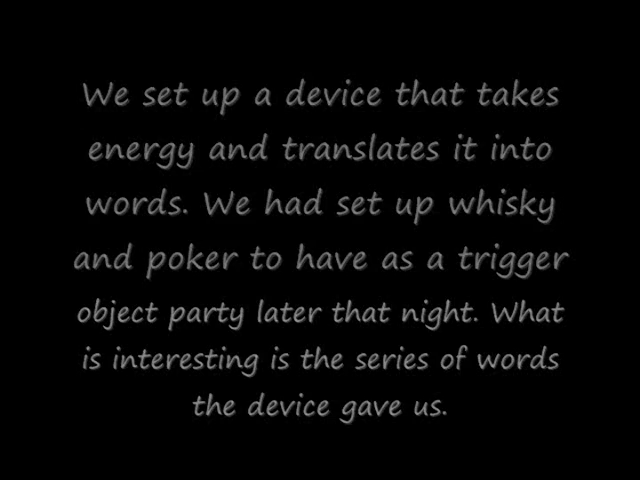 We set up a device that takes
energy and translates it into
words. We had set up whisky
and poker to have as a trigger
object party later that night. What
is interesting is the series of words
the device gave us.